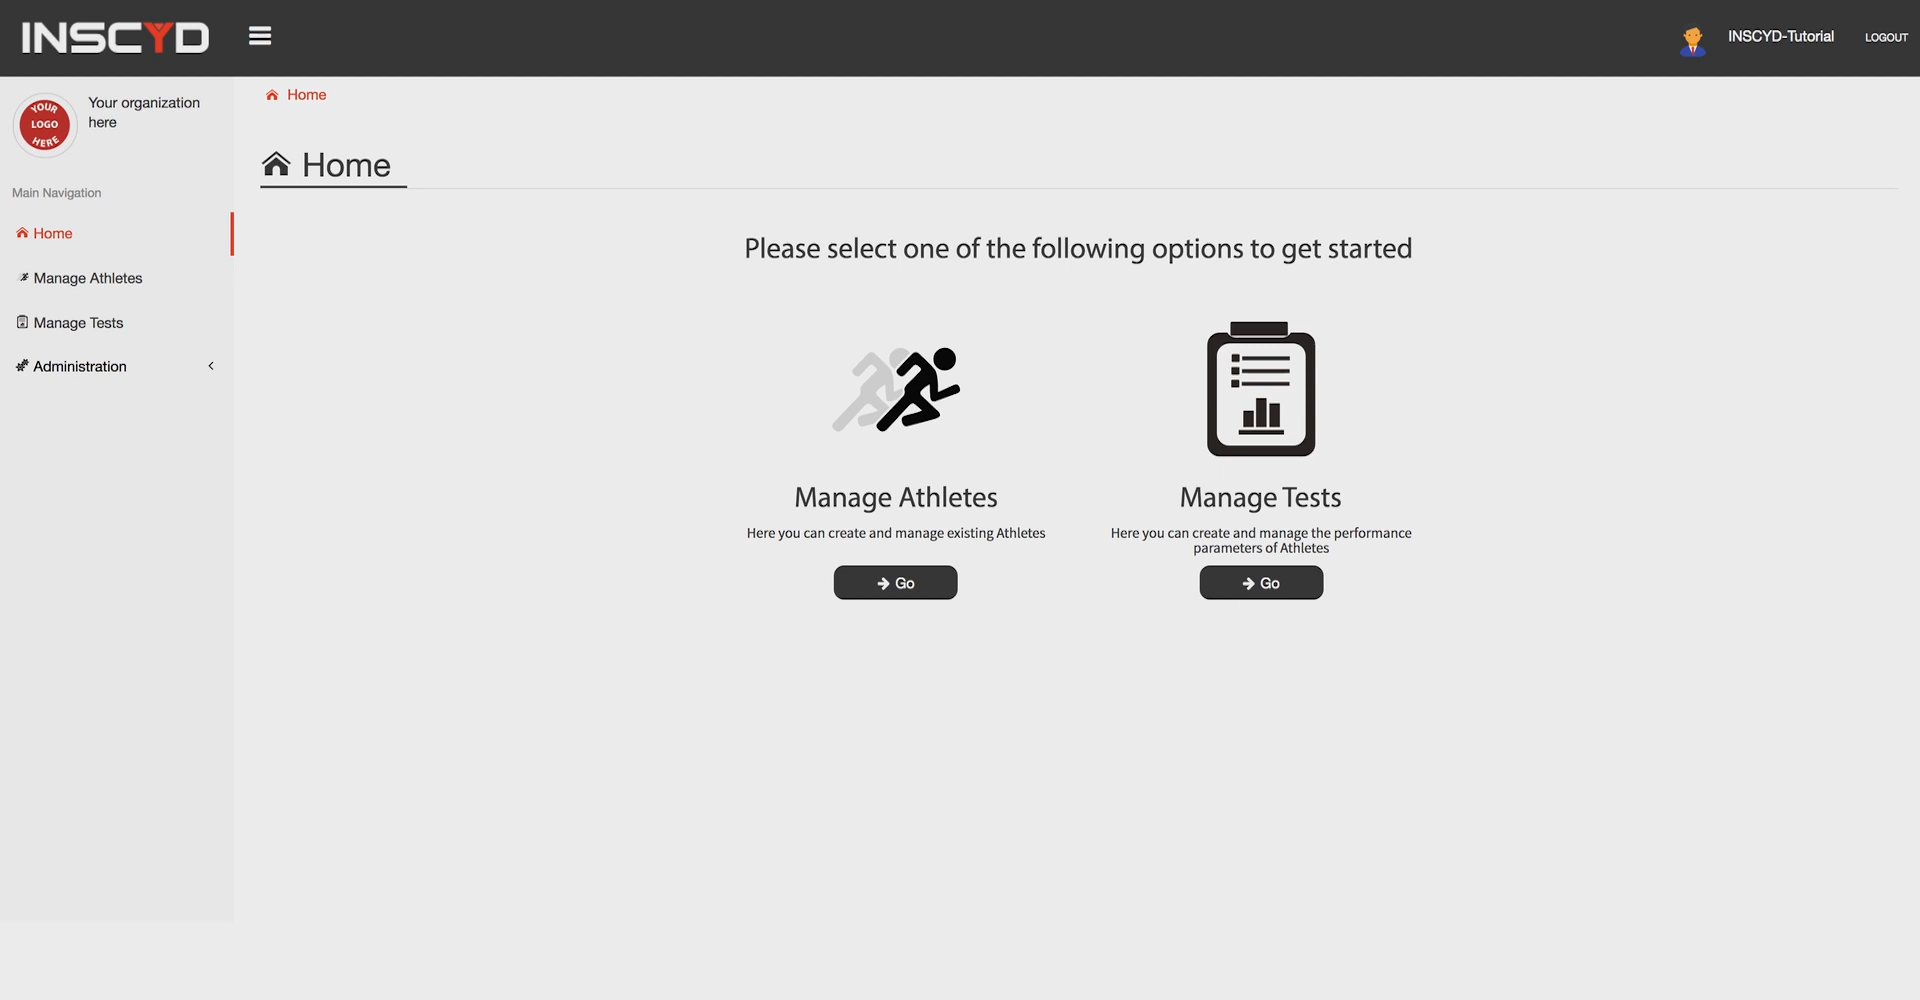 INSCYD
INSCYD-Tutorial
LOGOUT
YOUR
LOGO
HERE
Your organization
here
Main Navigation
Home
Manage Athletes
Manage Tests
Administration
Home
Home
Please select one of the following options to get started
Manage Athletes
Here you can create and manage existing Athletes
Go
Manage Tests
Here you can create and manage the performance
parameters of Athletes
Go